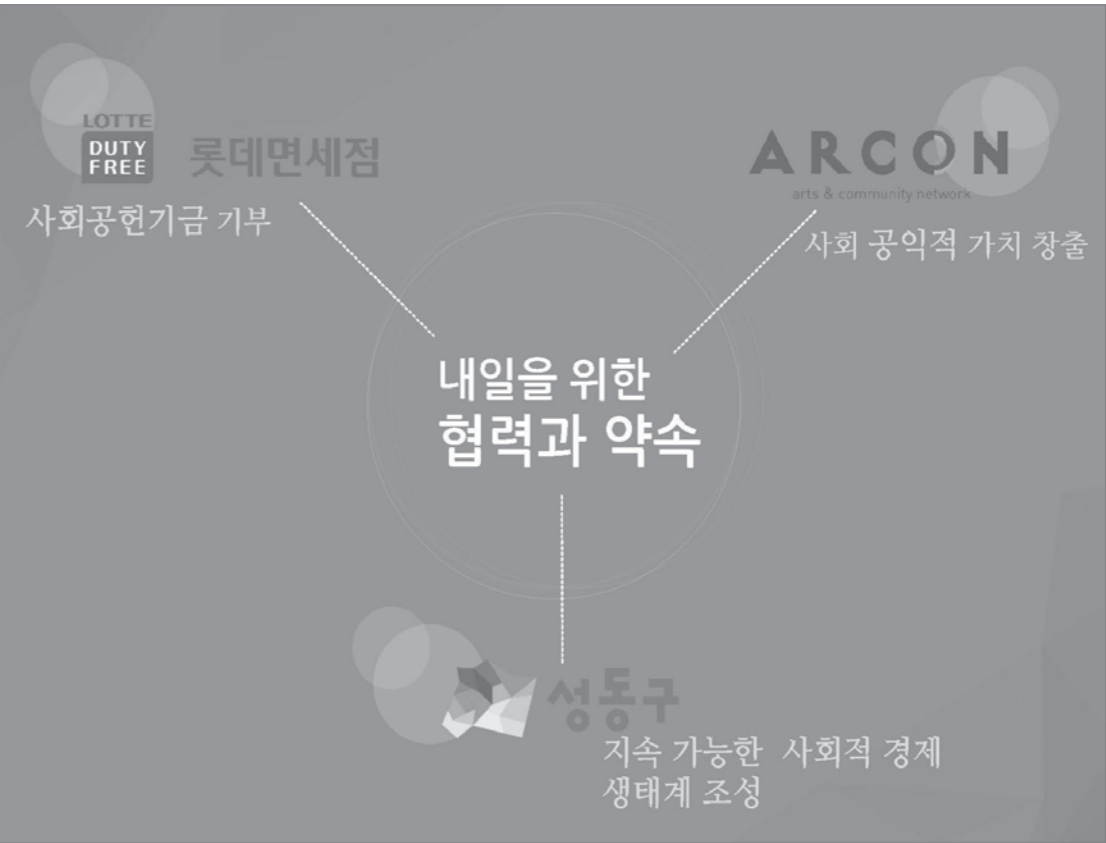 LOTTE
DUTY
FREE
롯데면세점
사회공헌기금 기부
ARCON
arts & community network
사회 공익적 가치 창출
내일을 위한
협력과 약속
성동구
지속 가능한 사회적 경제
생태계 조성